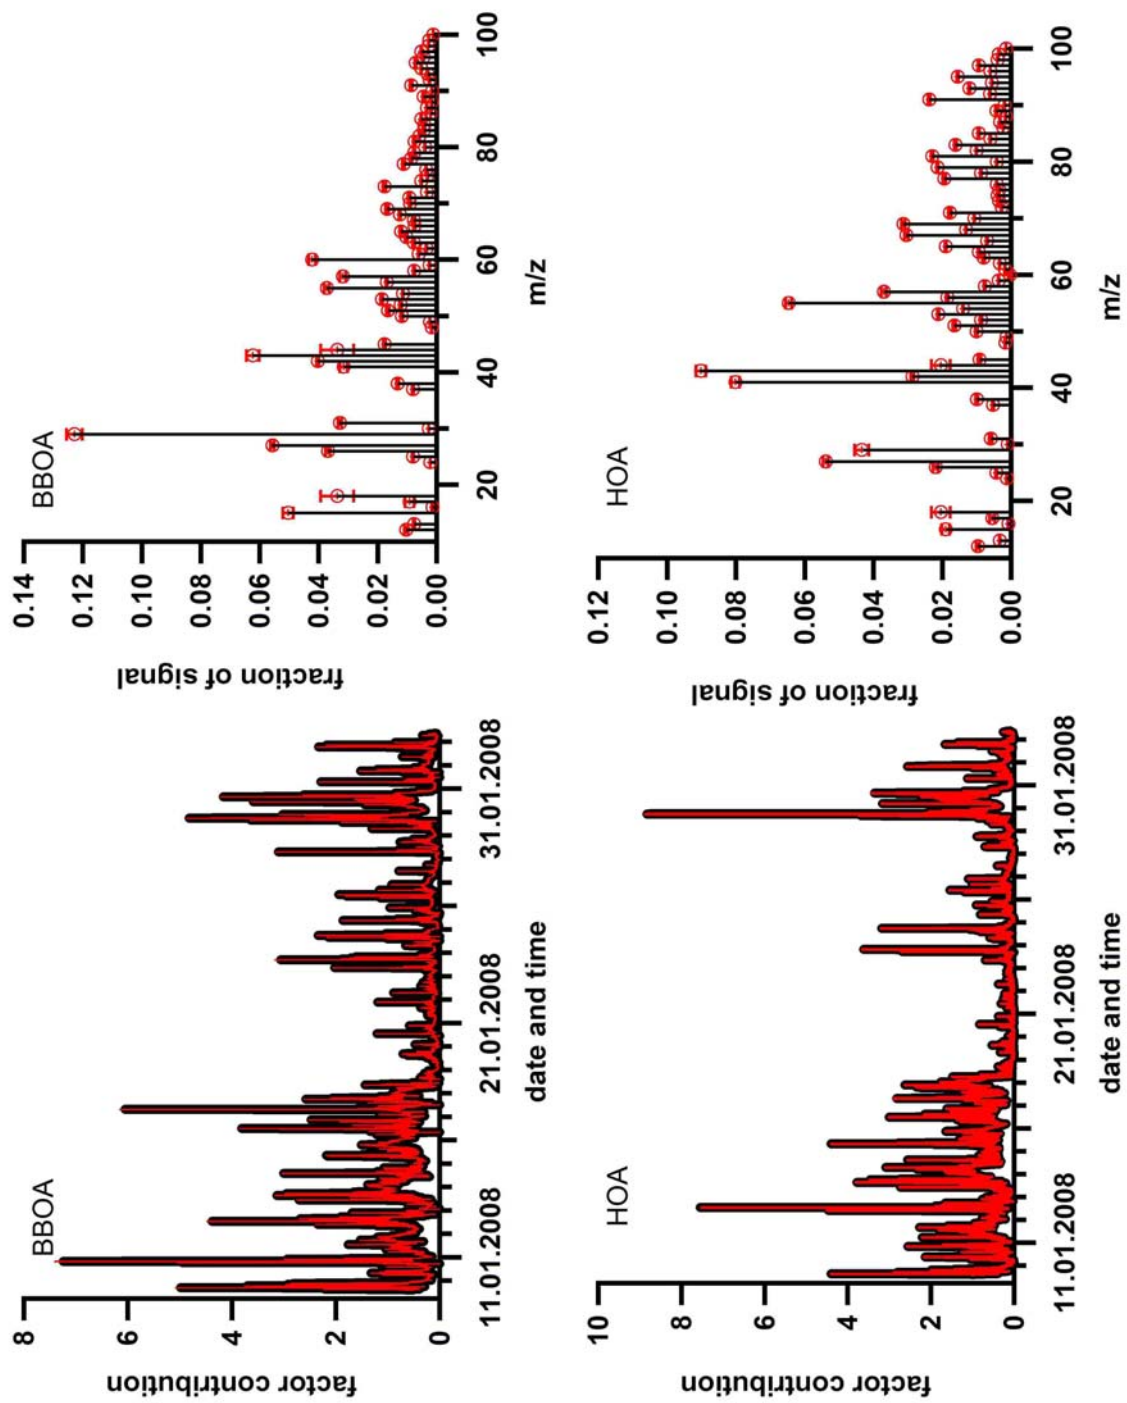 BBOA
factor contribution
8
6
4
2
0
11.01.2008 21.01.2008 31.01.2008
date and time
BBOA
fraction of signal
0.14
0.12
0.10
0.08
0.06
0.04
0.02
0.00
20 40 60 80 100
m/z
HOA
factor contribution
10
8
6
4
2
0
11.01.2008 21.01.2008 31.01.2008
date and time
HOA
fraction of signal
0.12
0.10
0.08
0.06
0.04
0.02
0.00
20 40 60 80 100
m/z